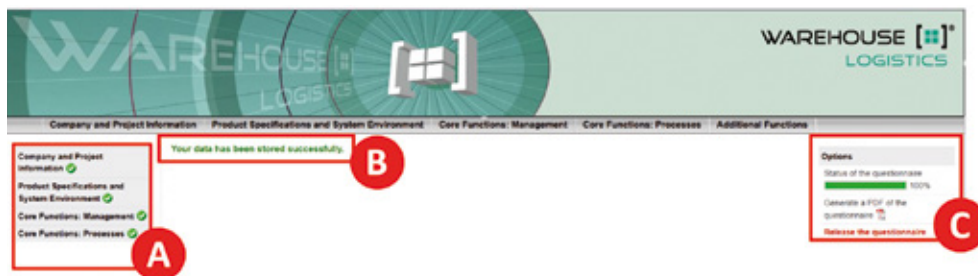 WAREHOUSE
LOGISTICS
WAREHOUSE [ ]®
LOGISTICS
Company and Project Information Product Specifications and System Environment Core Functions: Management Core Functions: Processes Additional Functions
Company and Project
Information
Product Specifications and
System Environment
Core Functions: Management
Core Functions: Processes
A
Your data has been stored successfully.
B
Options
Status of the questionnaire
100%
Generate a PDF of the
questionnaire
Release the questionnaire
C